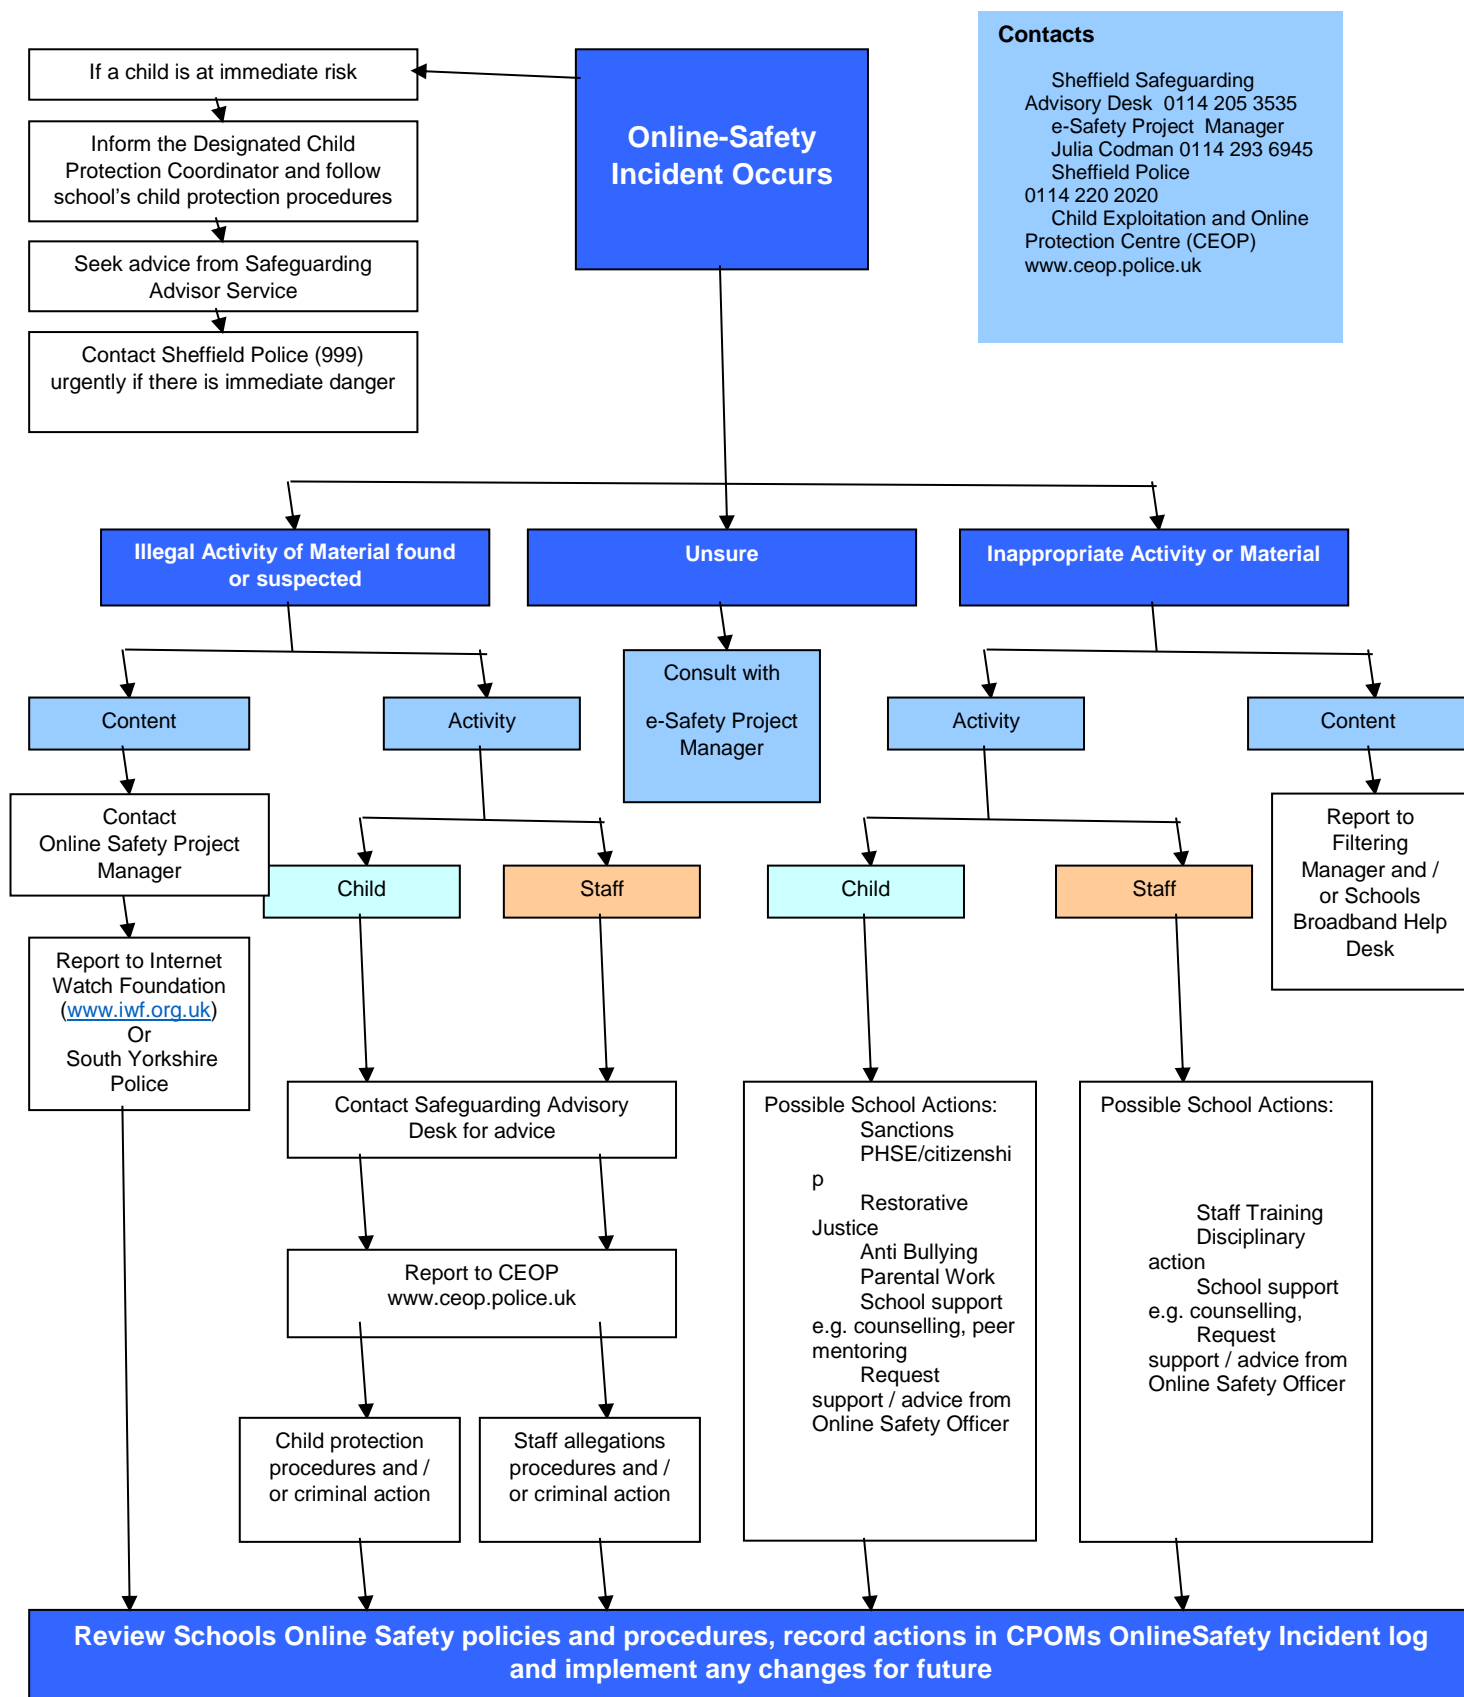 Contacts
Sheffield Safeguarding
Advisory Desk  0114 205 3535
e-Safety Project  Manager
Julia Codman 0114 293 6945
Sheffield Police
0114 220 2020
Child Exploitation and Online
Protection Centre (CEOP)
www.ceop.police.uk
If a child is at immediate risk
Inform the Designated Child
Protection Coordinator and follow
school’s child protection procedures
Seek advice from Safeguarding
Advisor Service
Contact Sheffield Police (999)
urgently if there is immediate danger
Online-Safety
Incident Occurs
Illegal Activity of Material found
or suspected
Unsure
Inappropriate Activity or Material
Content
Activity
Consult with
e-Safety Project
Manager
Activity
Content
Contact
Online Safety Project
Manager
Child
Staff
Child
Staff
Report to
Filtering
Manager and /
or Schools
Broadband Help
Desk
Report to Internet
Watch Foundation
(www.iwf.org.uk)
Or
South Yorkshire
Police
Contact Safeguarding Advisory
Desk for advice
Report to CEOP
www.ceop.police.uk
Child protection
procedures and /
or criminal action
Staff allegations
procedures and /
or criminal action
Possible School Actions:
Sanctions
PHSE/citizenshi
p
Restorative
Justice
Anti Bullying
Parental Work
School support
e.g. counselling, peer
mentoring
Request
support / advice from
Online Safety Officer
Possible School Actions:
Staff Training
Disciplinary
action
School support
e.g. counselling,
Request
support / advice from
Online Safety Officer
Review Schools Online Safety policies and procedures, record actions in CPOMs OnlineSafety Incident log
and implement any changes for future